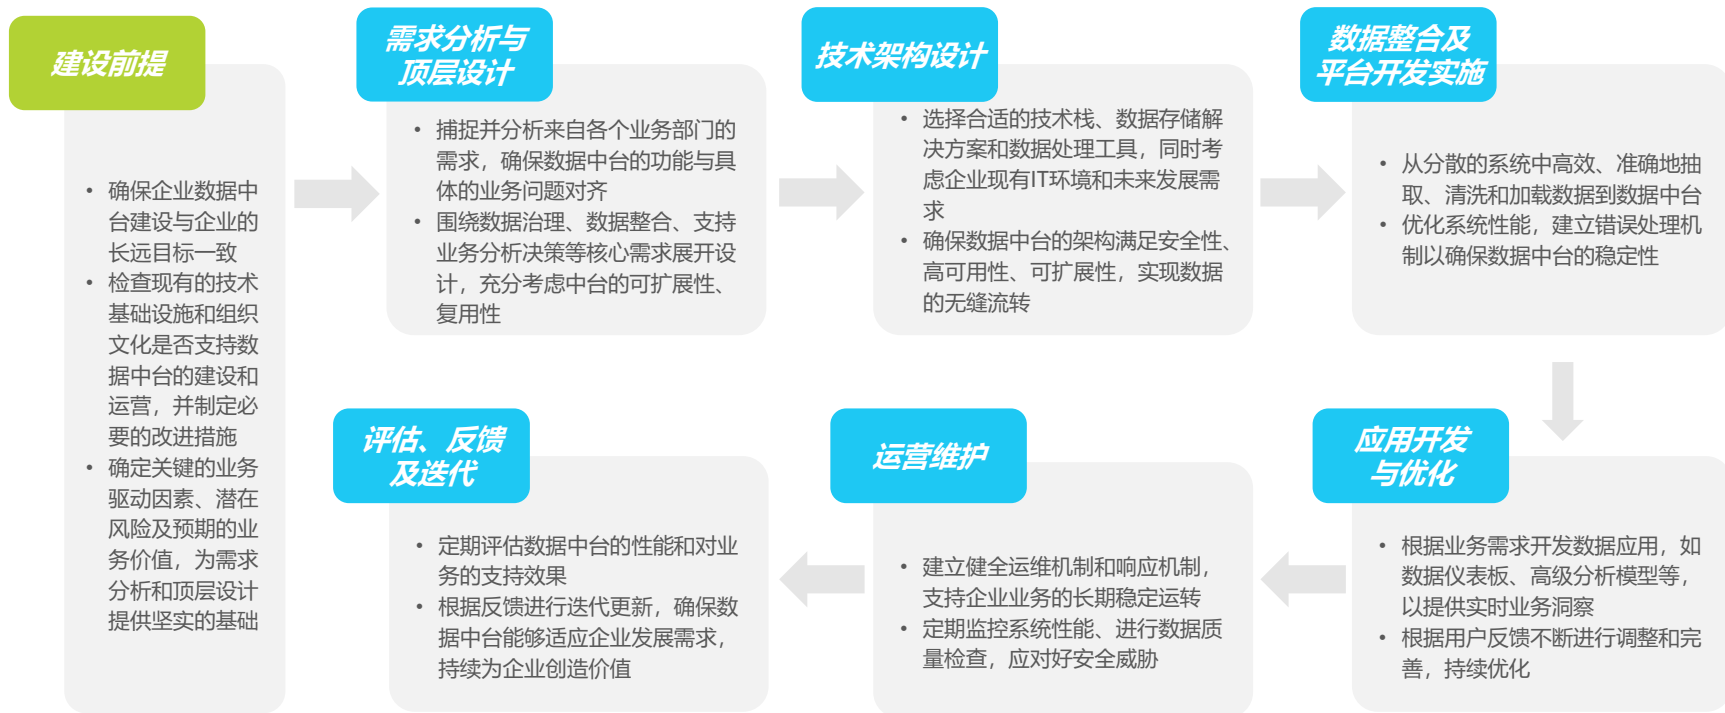 建设前提
• 确保企业数据中
台建设与企业的
长远目标一致
• 检查现有的技术
基础设施和组织
文化是否支持数
据中台的建设和
运营，并制定必
要的改进措施
• 确定关键的业务
驱动因素、潜在
风险及预期的业
务价值，为需求
分析和顶层设计
提供坚实的基础
需求分析与
顶层设计
• 捕捉并分析来自各个业务部门的
需求，确保数据中台的功能与具
体的业务问题对齐
• 围绕数据治理、数据整合、支持
业务分析决策等核心需求展开设
计，充分考虑中台的可扩展性、
复用性
技术架构设计
• 选择合适的技术栈、数据存储解
决方案和数据处理工具，同时考
虑企业现有IT环境和未来发展需
求
• 确保数据中台的架构满足安全性、
高可用性、可扩展性，实现数据
的无缝流转
数据整合及
平台开发实施
• 从分散的系统中高效、准确地抽
取、清洗和加载数据到数据中台
• 优化系统性能，建立错误处理机
制以确保数据中台的稳定性
应用开发
与优化
• 根据业务需求开发数据应用，如
数据仪表板、高级分析模型等，
以提供实时业务洞察
• 根据用户反馈不断进行调整和完
善，持续优化
运营维护
• 建立健全运维机制和响应机制，
支持企业业务的长期稳定运转
• 定期监控系统性能、进行数据质
量检查，应对好安全威胁
评估、反馈
及迭代
• 定期评估数据中台的性能和对业
务的支持效果
• 根据反馈进行迭代更新，确保数
据中台能够适应企业发展需求，
持续为企业创造价值